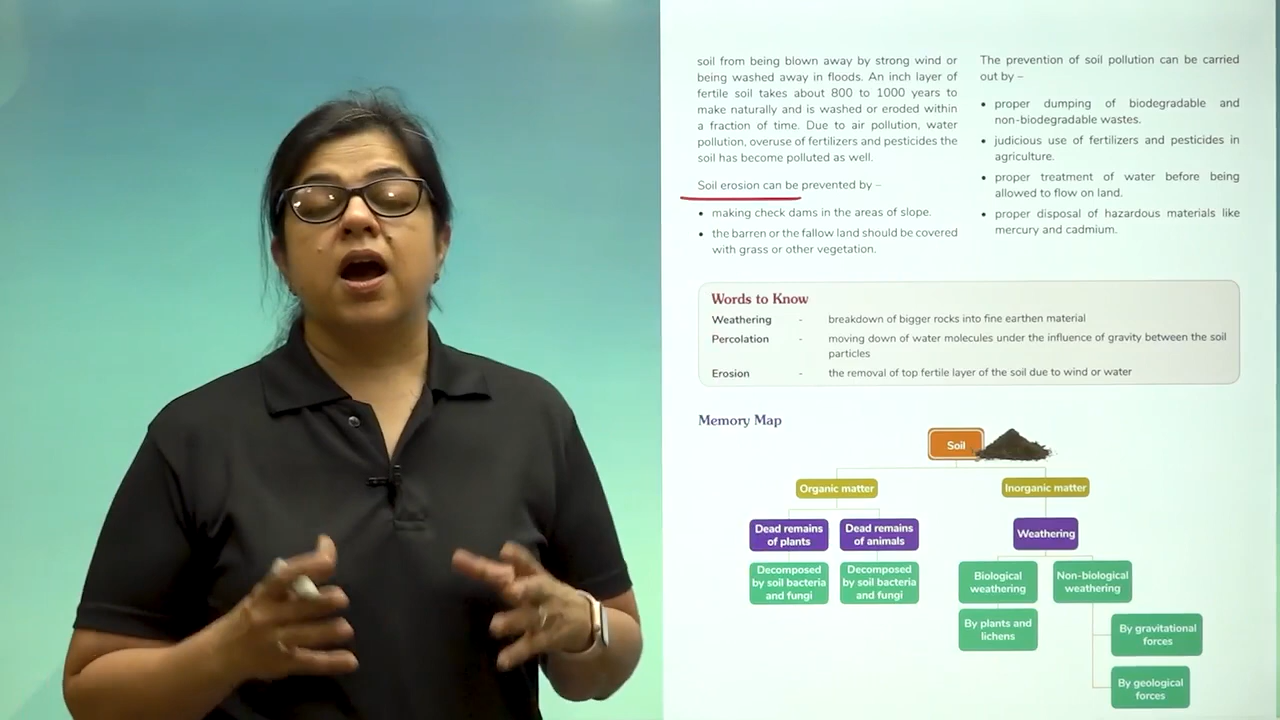 soil from being blown away by strong wind or
being washed away in floods. An inch layer of
fertile soil takes about 800 to 1000 years to
make naturally and is washed or eroded within
a fraction of time. Due to air pollution, water
pollution, overuse of fertilizers and pesticides the
soil has become polluted as well.
Soil erosion can be prevented by –
• making check dams in the areas of slope.
• the barren or the fallow land should be covered
with grass or other vegetation.
The prevention of soil pollution can be carried
out by –
• proper dumping of biodegradable and
non-biodegradable wastes.
• judicious use of fertilizers and pesticides in
agriculture.
• proper treatment of water before being
allowed to flow on land.
• proper disposal of hazardous materials like
mercury and cadmium.
Words to Know
Weathering - breakdown of bigger rocks into fine earthen material
Percolation - moving down of water molecules under the influence of gravity between the soil
particles
Erosion - the removal of top fertile layer of the soil due to wind or water
Memory Map
Soil
Organic matter
Inorganic matter
Dead remains
of plants
Dead remains
of animals
Weathering
Decomposed
by soil bacteria
and fungi
Decomposed
by soil bacteria
and fungi
Biological
weathering
Non-biological
weathering
By plants and
lichens
By gravitational
forces
By geological
forces